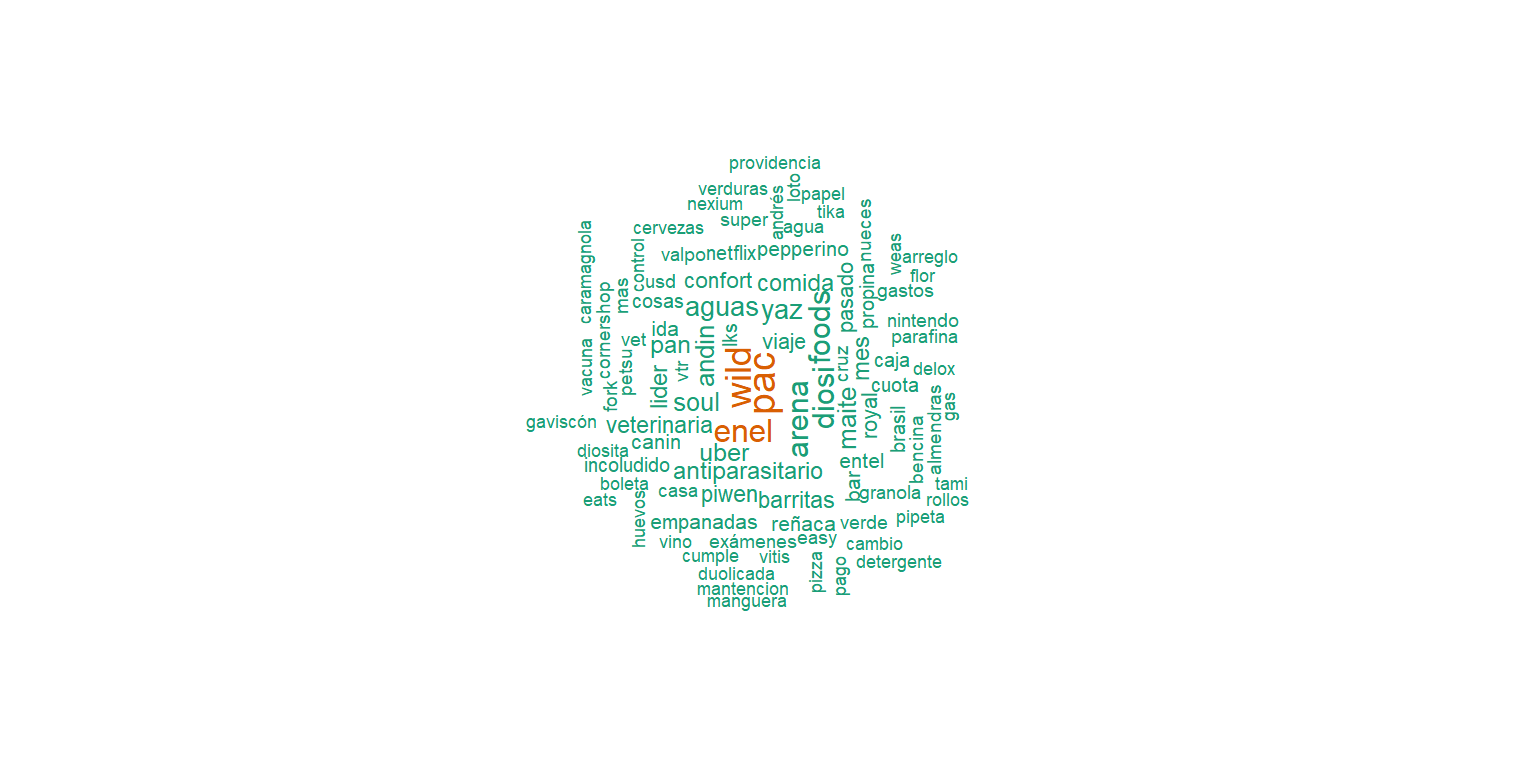 providencia
verduras
loto
papel
nexium
andrés
tika
super
agua
nueces
cervezas
caramagnola
control
valpo
netflix
pepperino
weas
arreglo
usd
confort
comida
pasado
propina
flor
gastos
mas
cosas
aguas
yaz
foods
nintendo
cornershop
ida
lks
viaje
parafina
vet
pan
andin
wild
pac
diosi
cruz
mes
caja
delox
vacuna
petsu
vtr
cuota
fork
lider
soul
arena
maite
royal
brasil
almendras
gas
gaviscón
veterinaria
enel
canin
diosita
uber
entel
bencina
incoludido
antiparasitario
boleta
casa
piwen
barritas
bar
granola
tami
eats
rollos
huevos
empanadas
reñaca
verde
pipeta
vino
exámenes
easy
cambio
cumple
vitis
pizza
pago
detergente
duolicada
mantencion
manguera